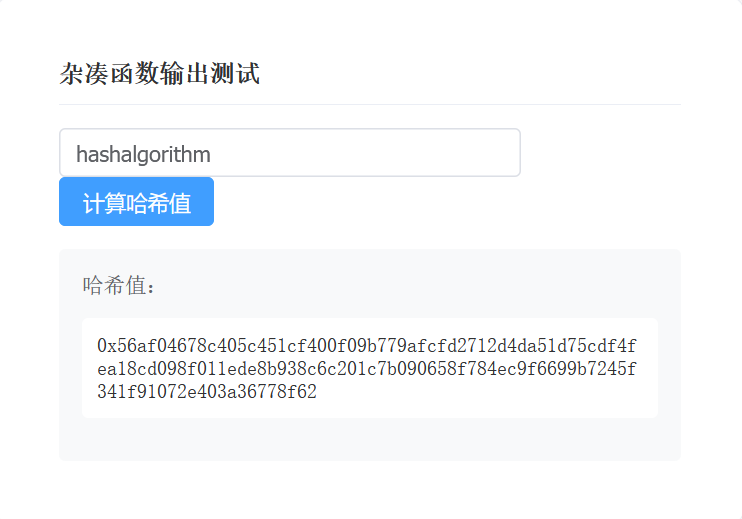 杂凑函数输出测试
hashalgorithm
计算哈希值
哈希值：
0x56af04678c405c451cf400f09b779afcfd2712d4da51d75cdf4f
ea18cd098f011ede8b938c6c201c7b090658f784ec9f6699b7245f
341f91072e403a36778f62